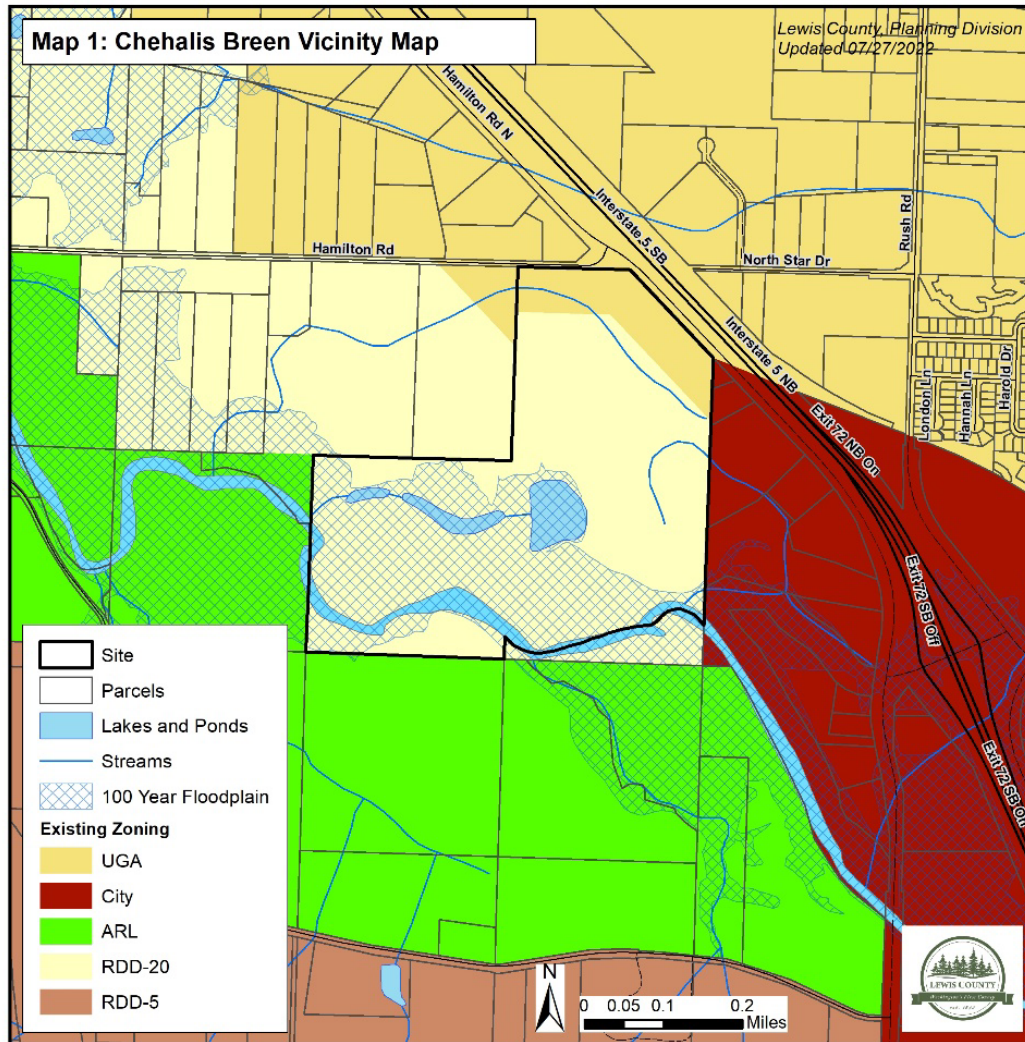 Map 1: Chehalis Breen Vicinity Map
Lewis County, Planning Division
Updated 07/27/2022
Hamilton Rd N
Interstate 5 SB
Rush Rd
Hamilton Rd
North Star Dr
Interstate 5 NB
London Ln
Hannah Ln
Harold Dr
Exit 72 NB On
Exit 72 SB Off
Exit 72 SB Off
Site
Parcels
Lakes and Ponds
Streams
100 Year Floodplain
Existing Zoning
UGA
City
ARL
RDD-20
RDD-5
N
0 0.05 0.1 0.2
Miles
LEWIS COUNTY